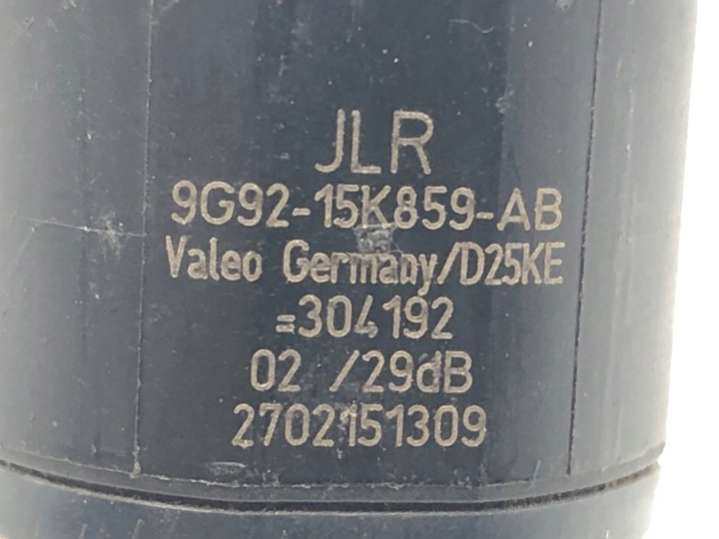 JLR
9G92-15K859-AB
Valeo Germany/D25KE
=304192
02 /29dB
2702151309